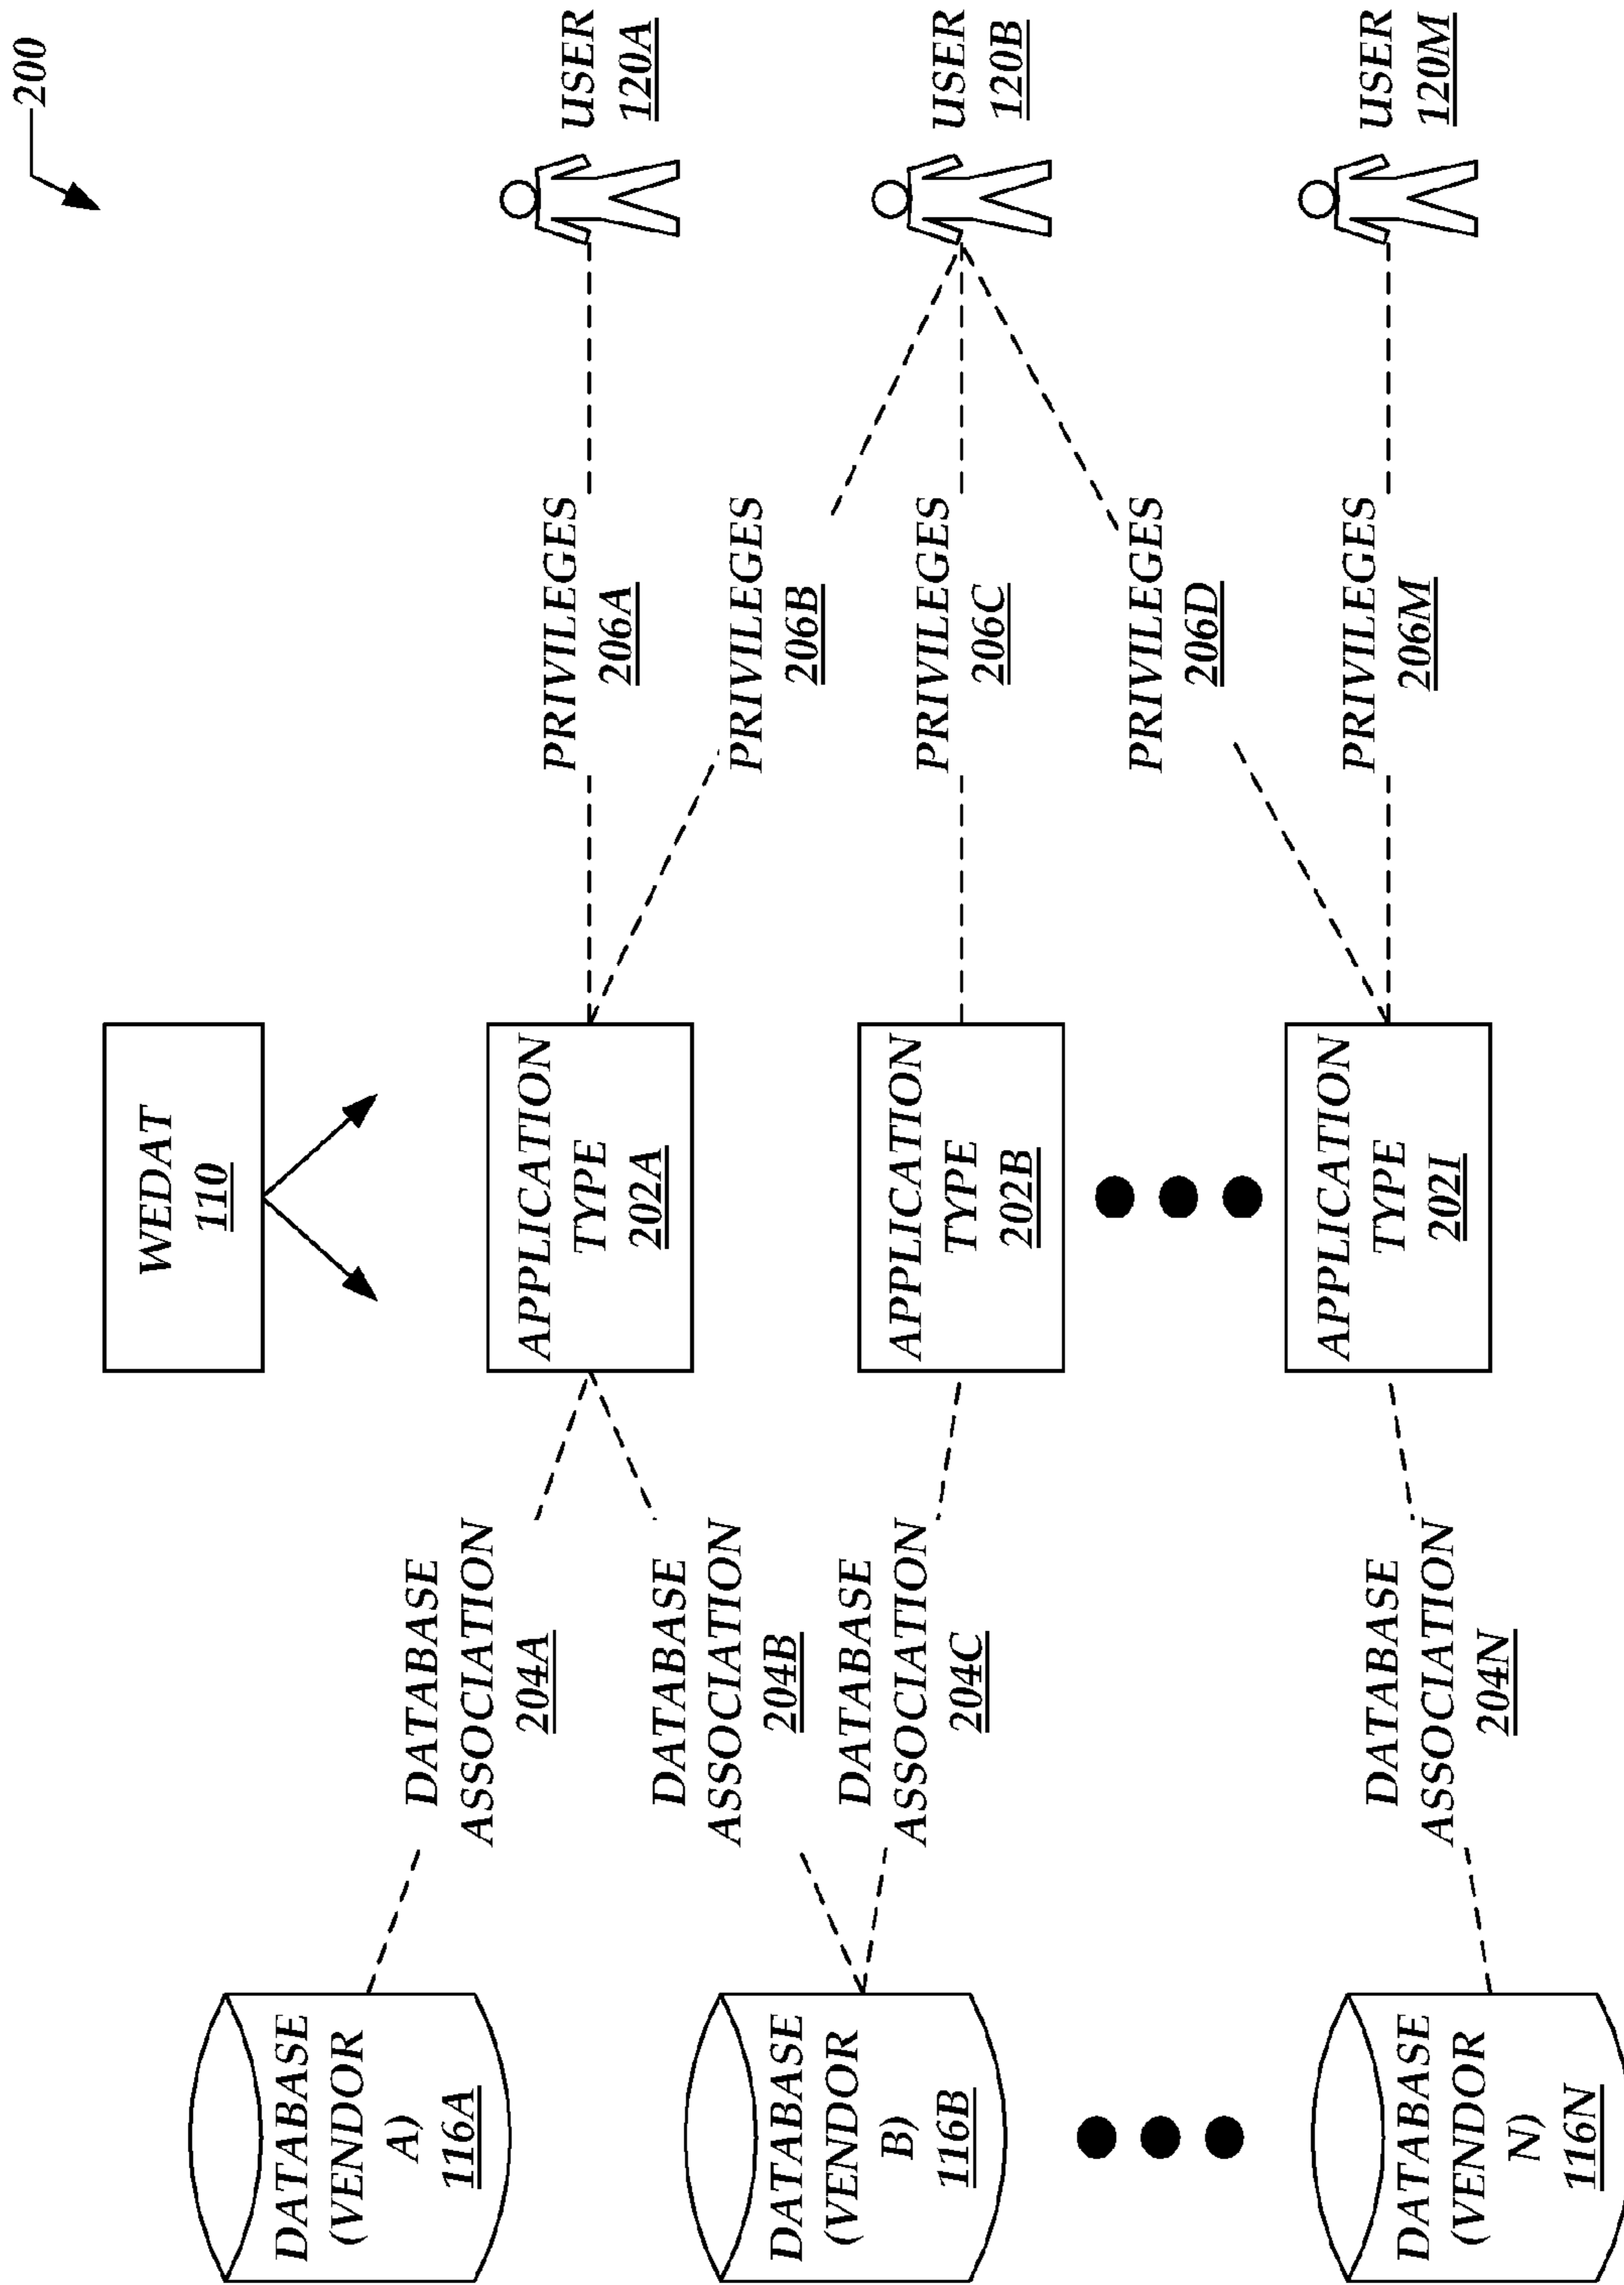 200
WEDAT
110
DATABASE
(VENDOR
A)
116A
DATABASE
ASSOCIATION
204A
APPLICATION
TYPE
202A
PRIVILEGES
206A
USER
120A
DATABASE
ASSOCIATION
204B
PRIVILEGES
206B
DATABASE
(VENDOR
B)
116B
DATABASE
ASSOCIATION
204C
APPLICATION
TYPE
202B
PRIVILEGES
206C
USER
120B
PRIVILEGES
206D
DATABASE
(VENDOR
N)
116N
DATABASE
ASSOCIATION
204N
APPLICATION
TYPE
202I
PRIVILEGES
206M
USER
120M